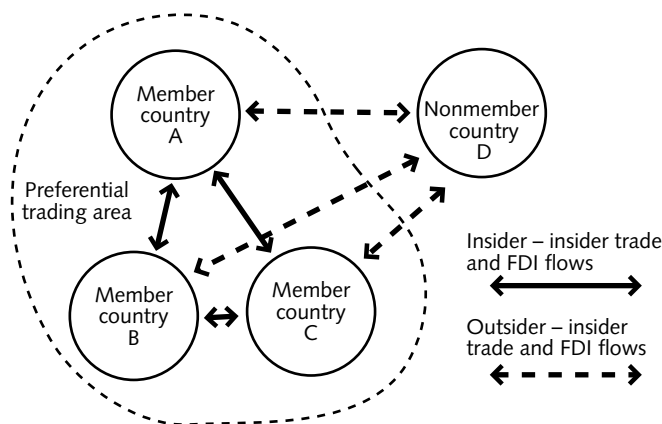 Member
country
A
Nonmember
country
D
Preferential
trading area
Member
country
B
Member
country
C
Insider – insider trade
and FDI flows
Outsider – insider
trade and FDI flows